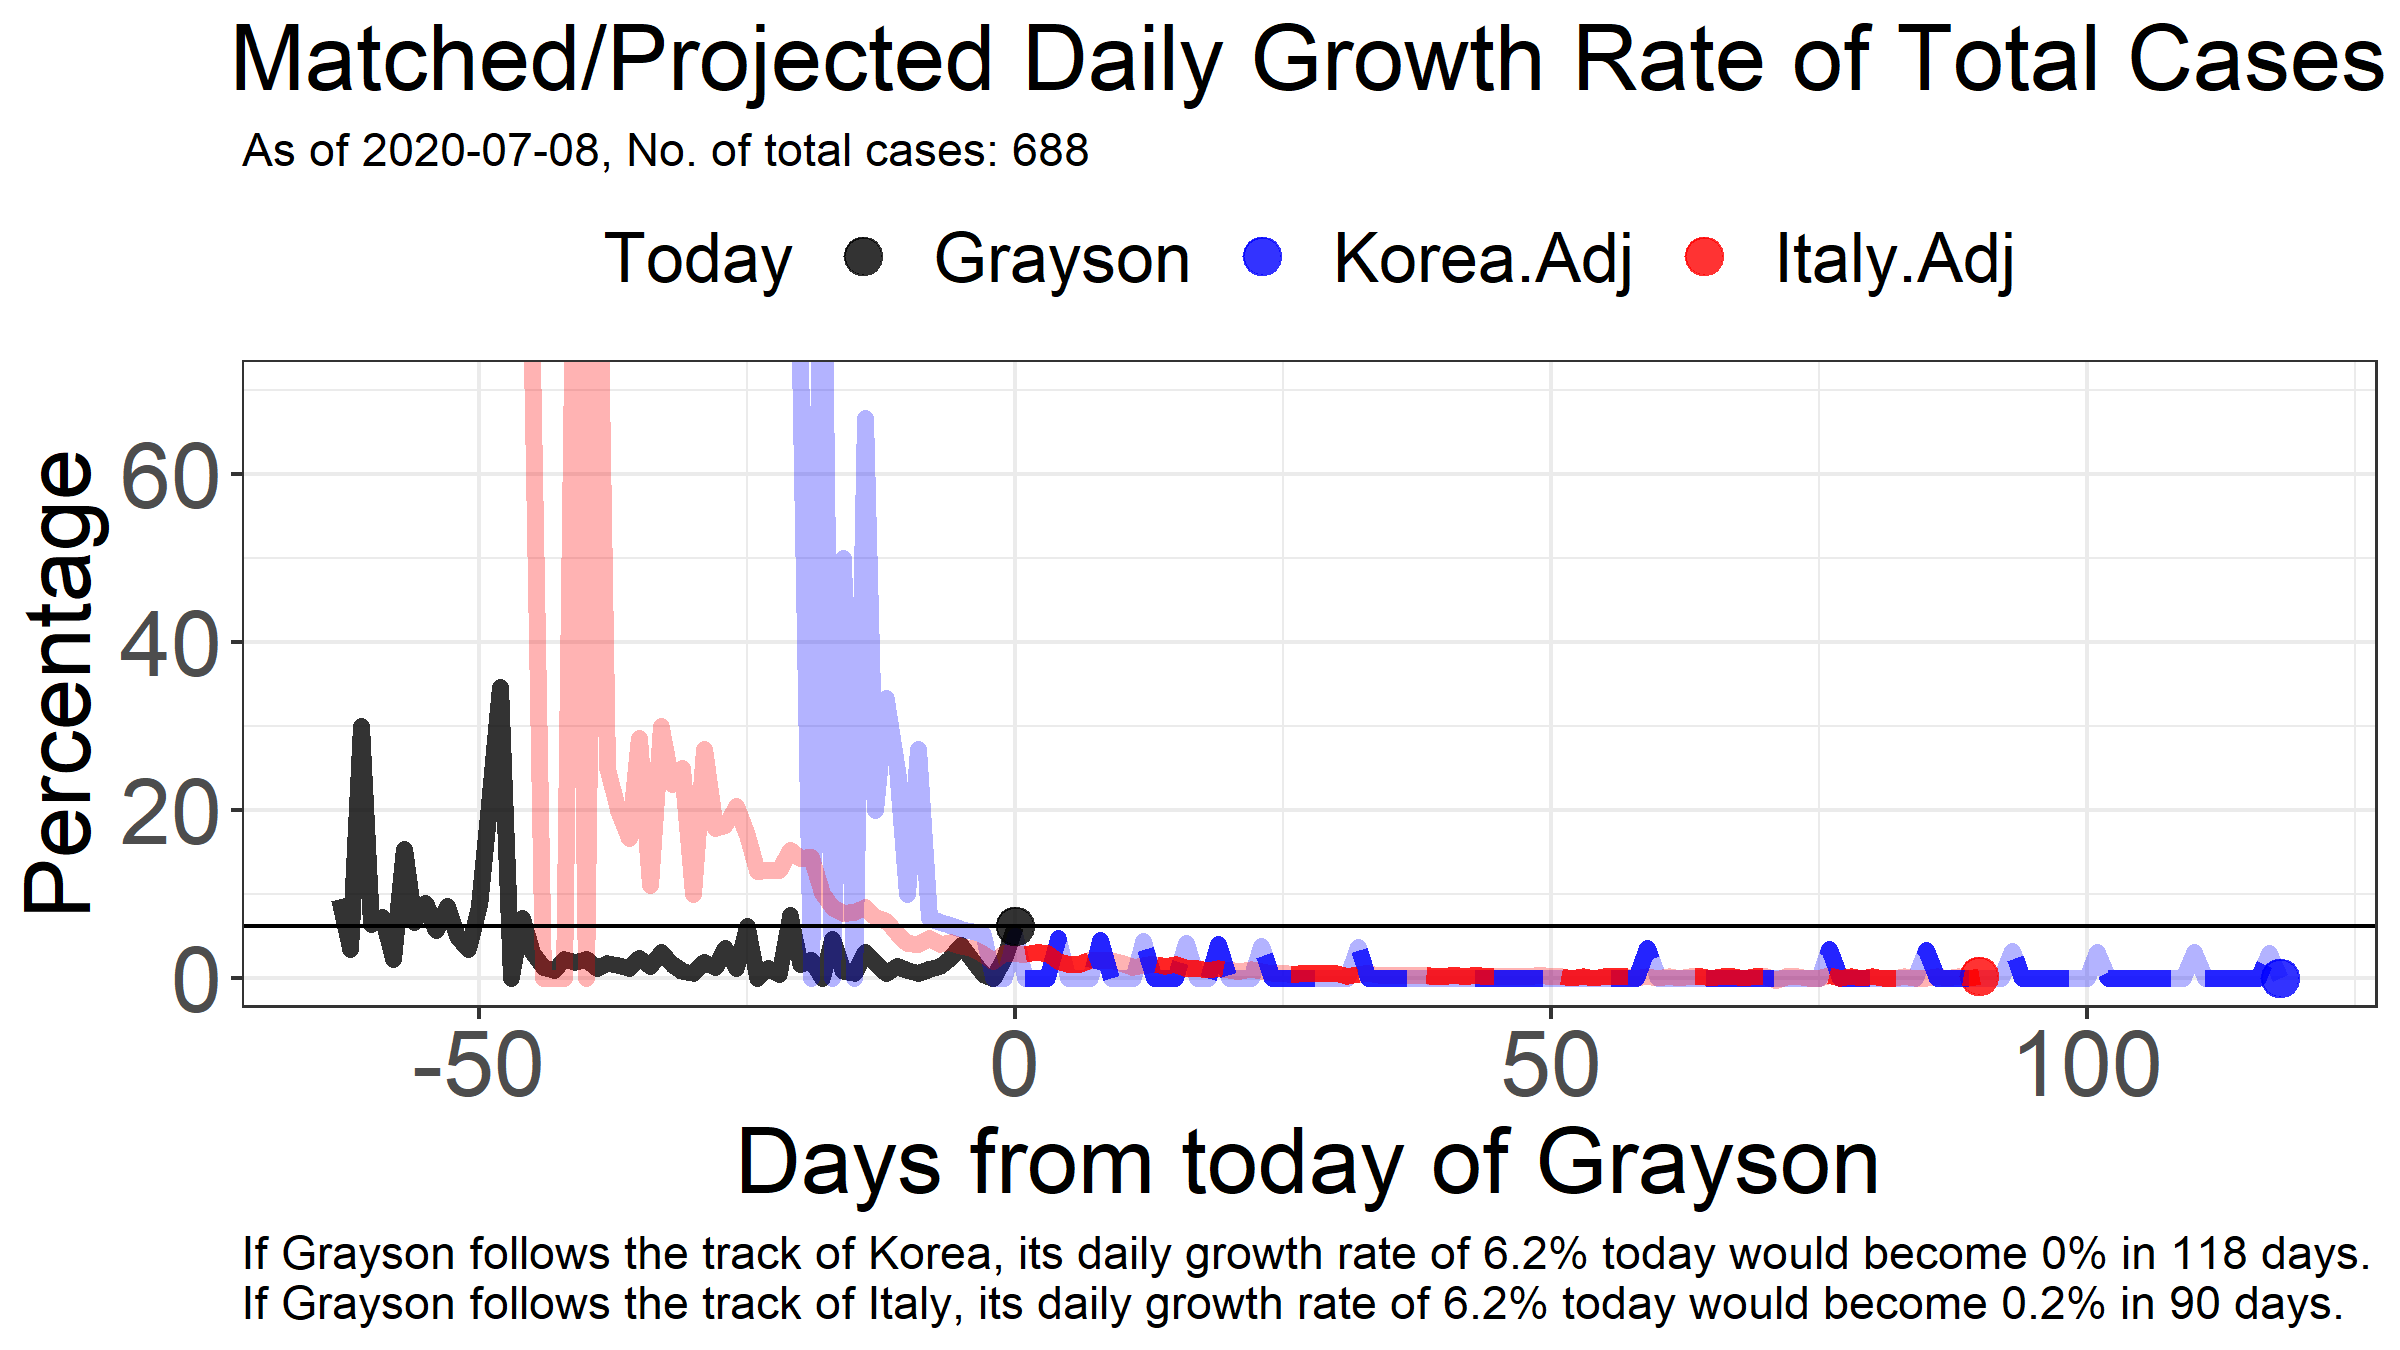 Matched/Projected Daily Growth Rate of Total Cases
As of 2020-07-08, No. of total cases: 688
Today Grayson Korea.Adj Italy.Adj
Percentage
60
40
20
0
-50 0 50 100
Days from today of Grayson
If Grayson follows the track of Korea, its daily growth rate of 6.2% today would become 0% in 118 days.
If Grayson follows the track of Italy, its daily growth rate of 6.2% today would become 0.2% in 90 days.